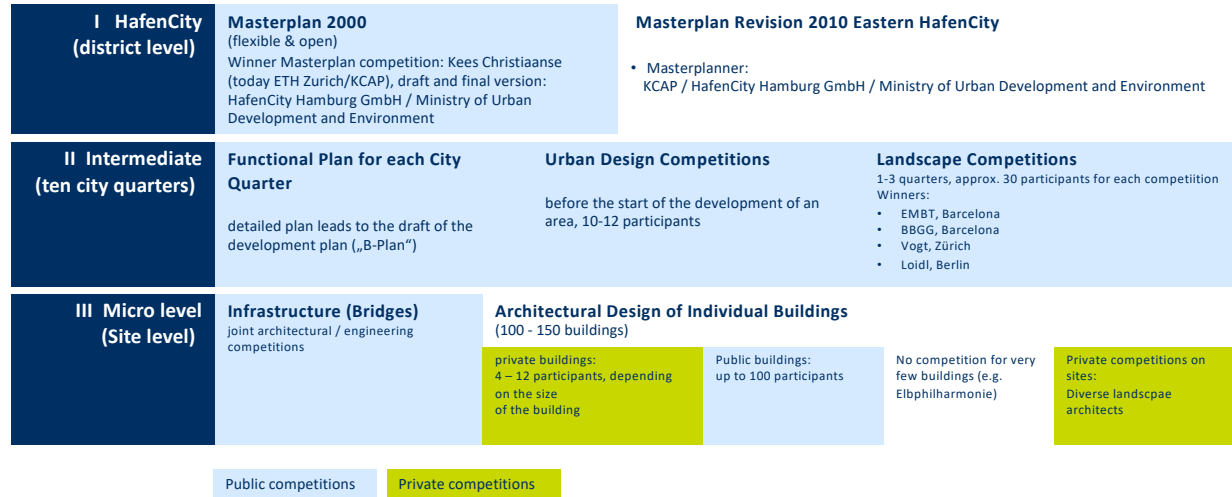 I HafenCity
(district level)
Masterplan 2000
(flexible & open)
Winner Masterplan competition: Kees Christiaanse
(today ETH Zurich/KCAP), draft and final version:
HafenCity Hamburg GmbH / Ministry of Urban
Development and Environment
Masterplan Revision 2010 Eastern HafenCity
• Masterplanner:
KCAP / HafenCity Hamburg GmbH / Ministry of Urban Development and Environment
II Intermediate
(ten city quarters)
Functional Plan for each City
Quarter
detailed plan leads to the draft of the
development plan („B-Plan“)
Urban Design Competitions
before the start of the development of an
area, 10-12 participants
Landscape Competitions
1-3 quarters, approx. 30 participants for each competiition
Winners:
• EMBT, Barcelona
• BBGG, Barcelona
• Vogt, Zürich
• Loidl, Berlin
III Micro level
(Site level)
Infrastructure (Bridges)
joint architectural / engineering
competitions
Architectural Design of Individual Buildings
(100 - 150 buildings)
private buildings:
4 – 12 participants, depending
on the size
of the building
Public buildings:
up to 100 participants
No competition for very
few buildings (e.g.
Elbphilharmonie)
Private competitions on
sites:
Diverse landscpae
architects
Public competitions
Private competitions